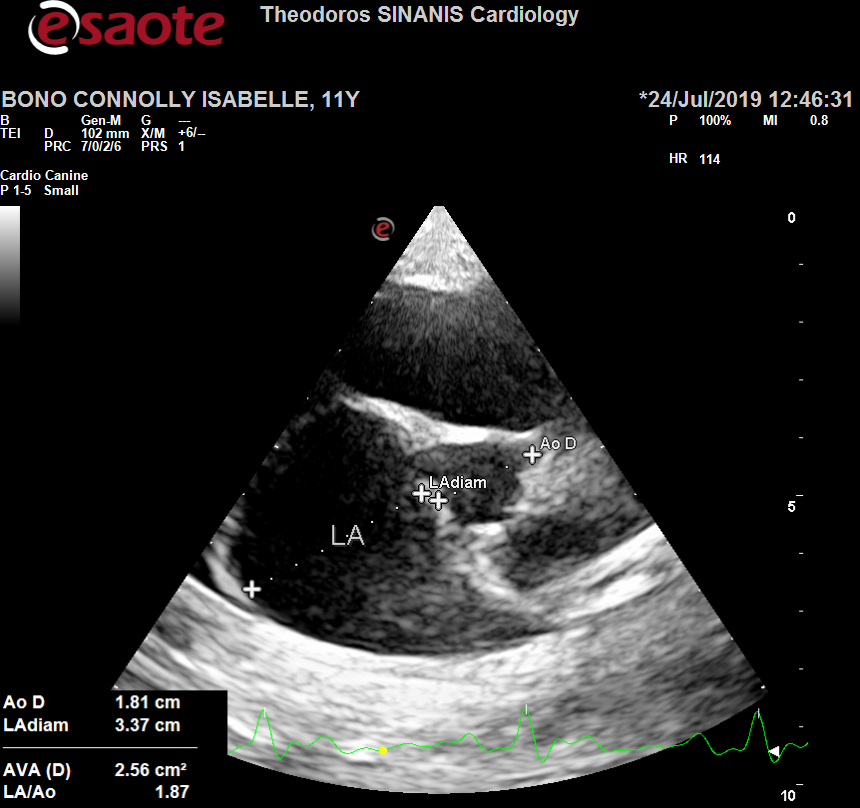 esaote
Theodoros SINANIS Cardiology
BONO CONNOLLY ISABELLE, 11Y
*24/Jul/2019 12:46:31
B Gen-M G ---
TEI D 102 mm X/M +6/--
PRC 7/0/2/6 PRS 1
P 100% MI 0.8
HR 114
Cardio Canine
P 1-5 Small
e
0
Ao D
LAdiam
5
LA
Ao D 1.81 cm
LAdiam 3.37 cm
AVA (D) 2.56 cm²
LA/Ao 1.87
10